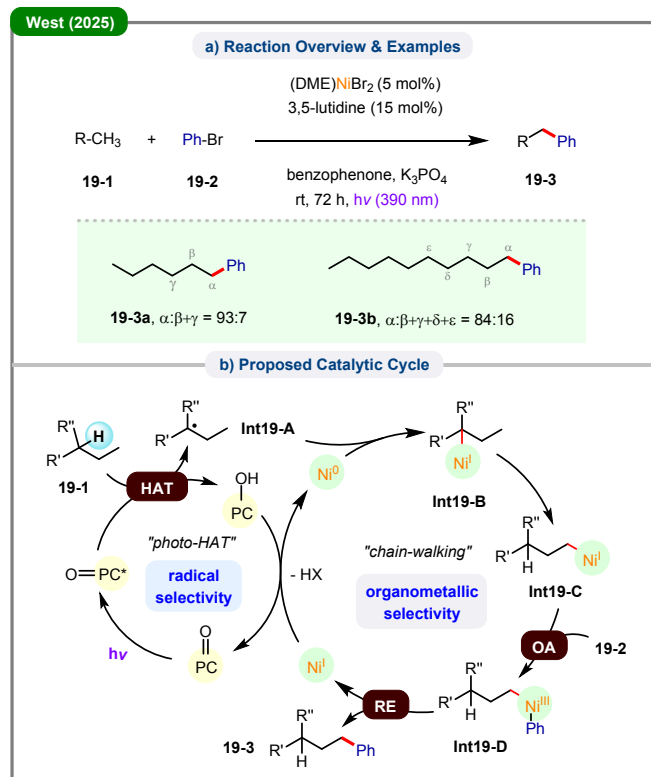 West (2025)
a) Reaction Overview & Examples
(DME)NiBr2 (5 mol%)
3,5-lutidine (15 mol%)
R-CH3 + Ph-Br
R Ph
19-1 19-2 19-3
benzophenone, K3PO4
rt, 72 h, hν (390 nm)
β γ α Ph
ε γ α δ β Ph
19-3a, α:β+γ = 93:7
19-3b, α:β+γ+δ+ε = 84:16
b) Proposed Catalytic Cycle
R" R' H
19-1
R" R' Int19-A
HAT
OH PC
Ni0
R" R' NiI
Int19-B
"photo-HAT"
radical selectivity
- HX
"chain-walking"
organometallic selectivity
R" R' H NiI
Int19-C
O PC*
hν
O PC
NiI
OA
19-2
RE
R" R' H NiIII Ph
Int19-D
19-3
R" R' H Ph